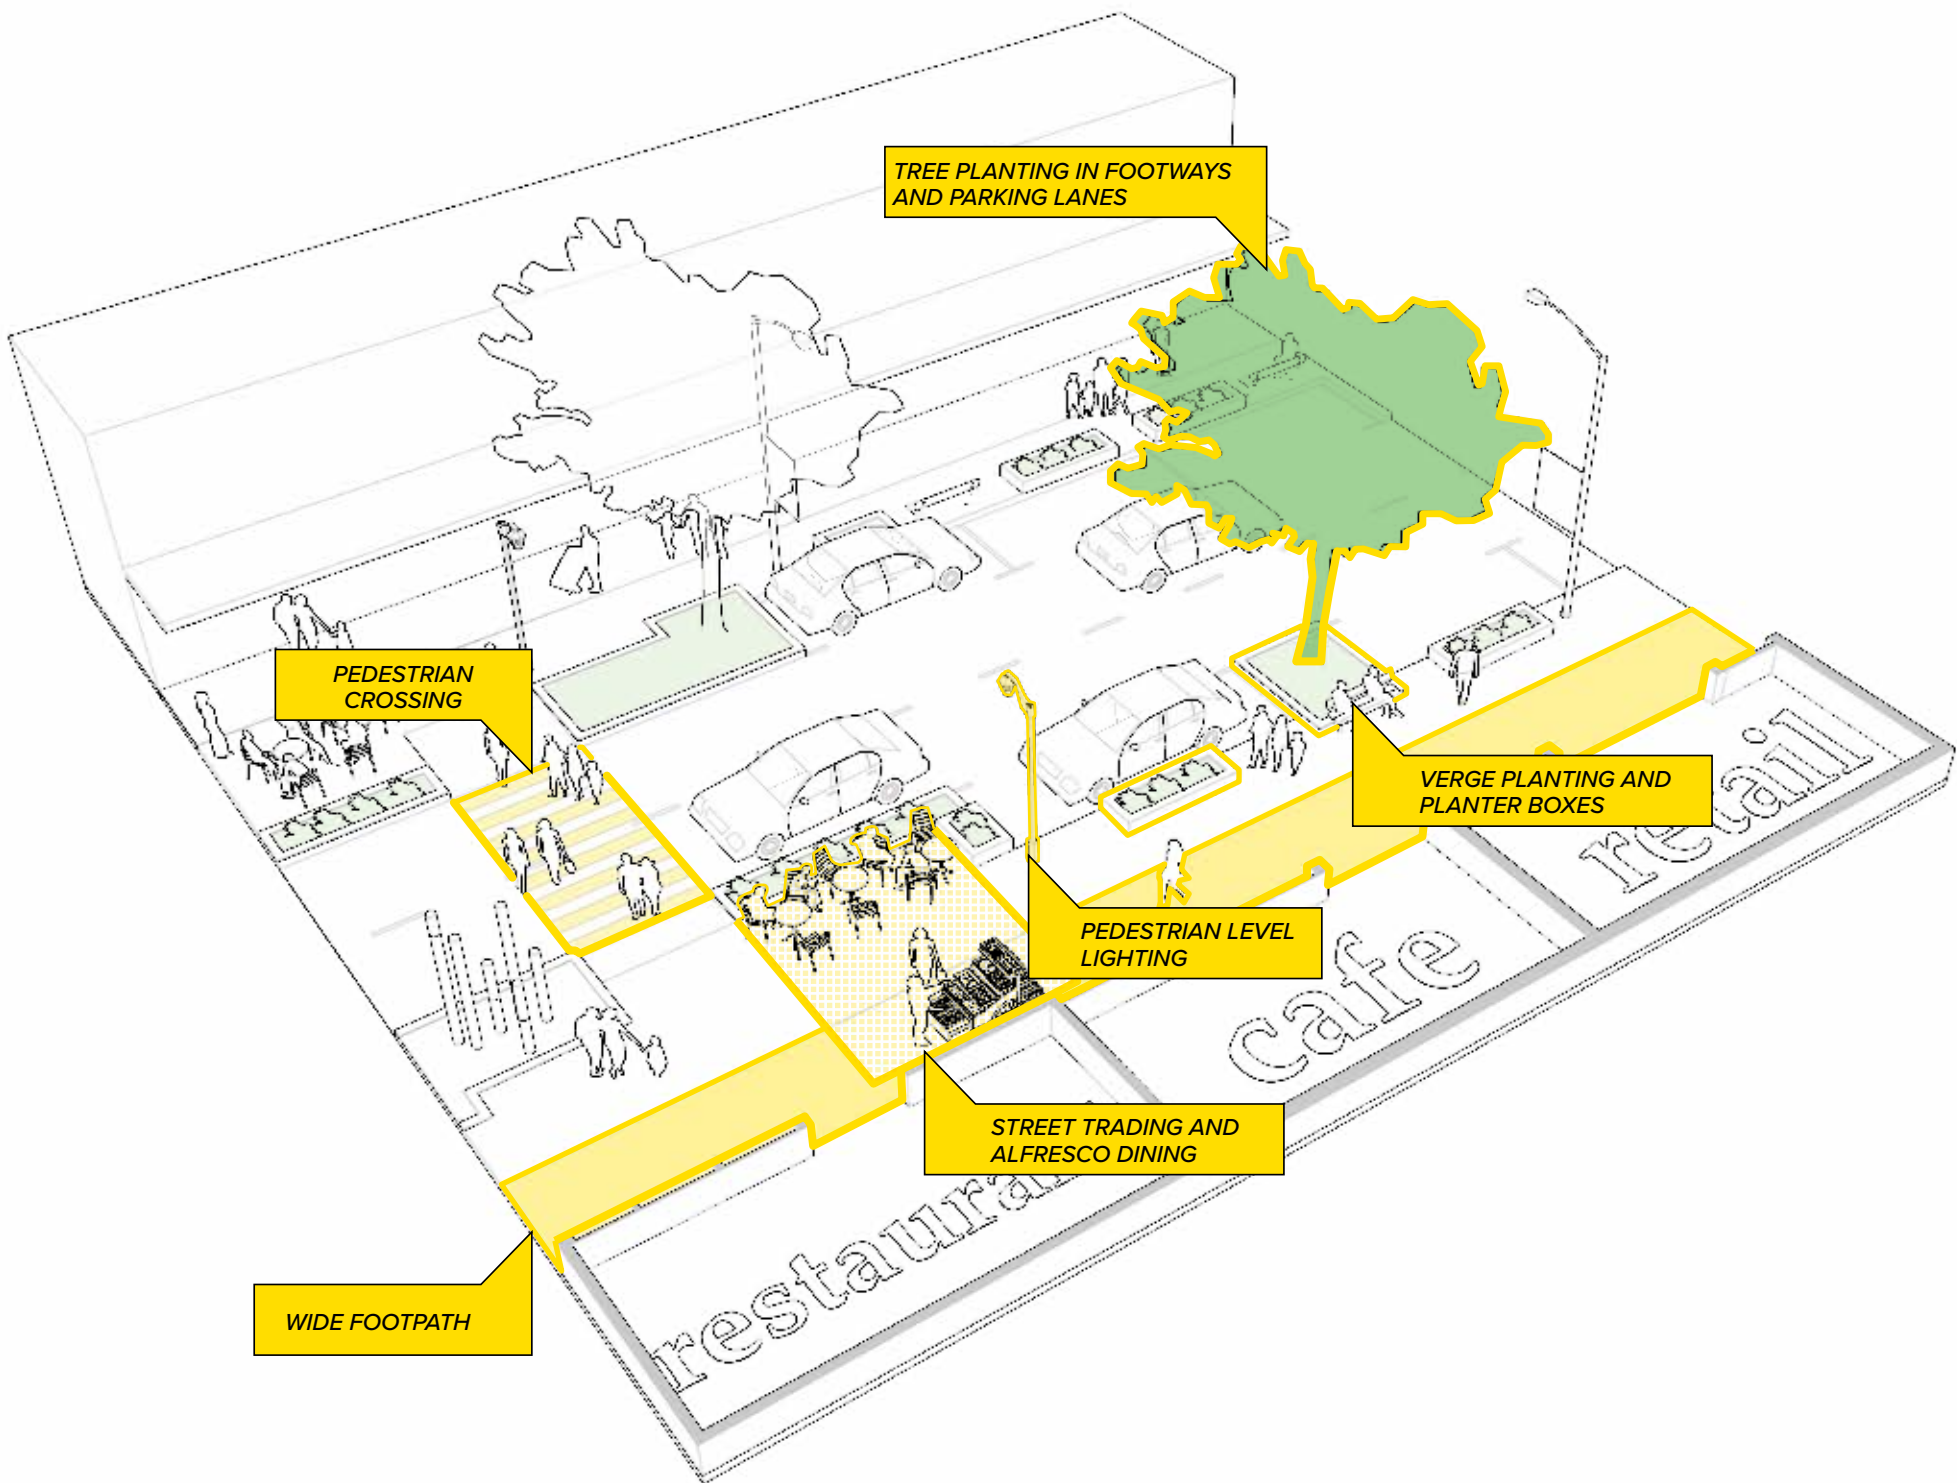 TREE PLANTING IN FOOTWAYS
AND PARKING LANES
PEDESTRIAN
CROSSING
VERGE PLANTING AND
PLANTER BOXES
retail
PEDESTRIAN LEVEL
LIGHTING
cafe
STREET TRADING AND
ALFRESCO DINING
restaura
WIDE FOOTPATH